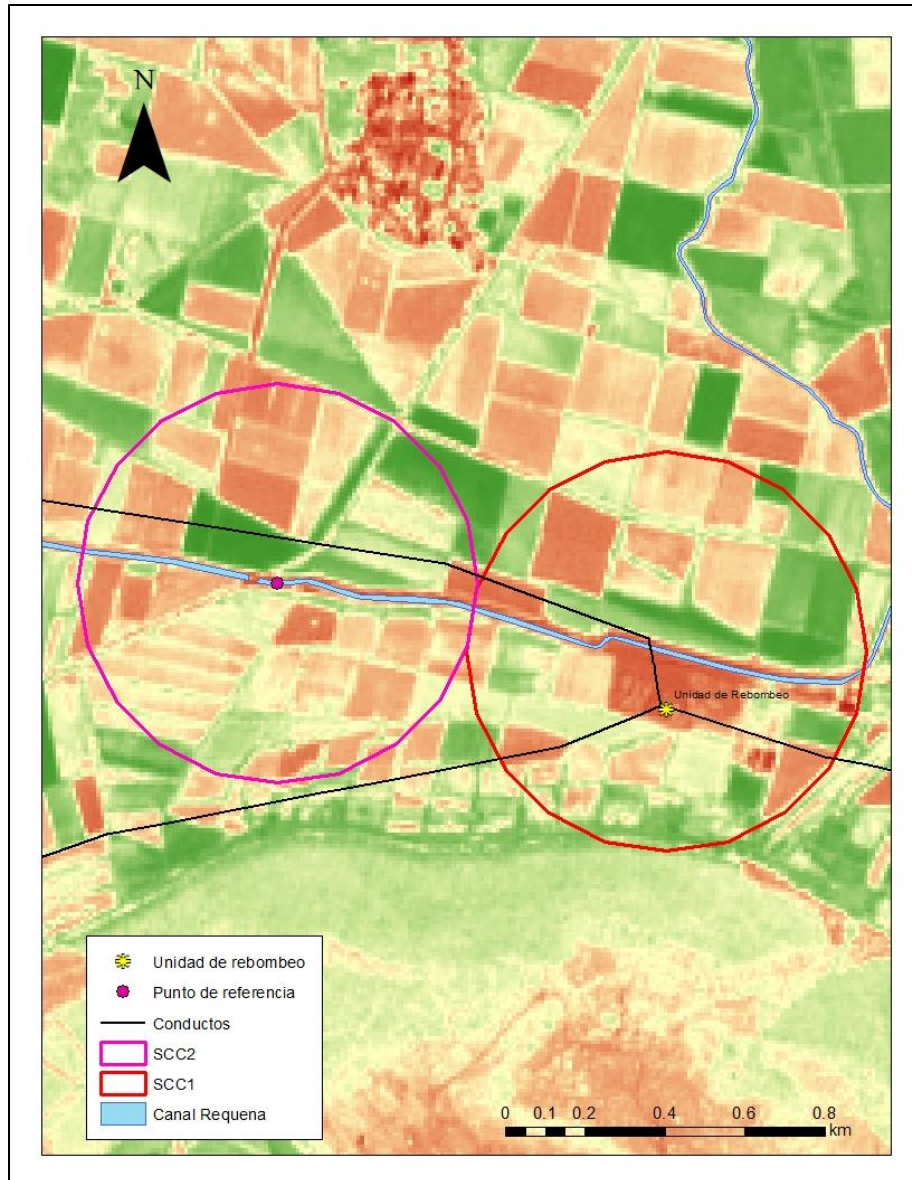 N
Unidad de Rebombeo
Unidad de rebombeo
Punto de referencia
Conductos
SCC2
SCC1
Canal Requena
0 0.1 0.2 0.4 0.6 0.8
km